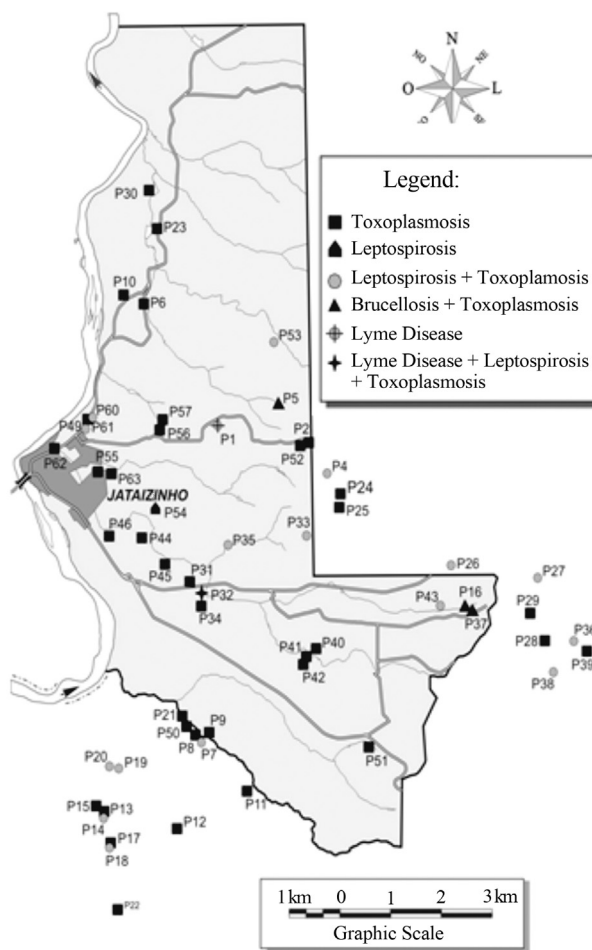 N
NO
NE
O
L
SE
Legend:
Toxoplasmosis
Leptospirosis
Leptospirosis + Toxoplamosis
Brucellosis + Toxoplasmosis
Lyme Disease
Lyme Disease + Leptospirosis
+ Toxoplasmosis
P30
P23
P10
P6
P53
P5
P60
P49
P61
P57
P56
P1
P2
P52
P62
P55
P63
P4
P24
P25
JATAIZINHO
P54
P46
P44
P35
P33
P45
P31
P26
P27
P32
P34
P43
P16
P37
P29
P28
P36
P39
P38
P41
P40
P42
P21
P50
P9
P8
P7
P51
P20
P19
P11
P15
P13
P14
P12
P17
P18
P22
1 km 0 1 2 3 km
Graphic Scale